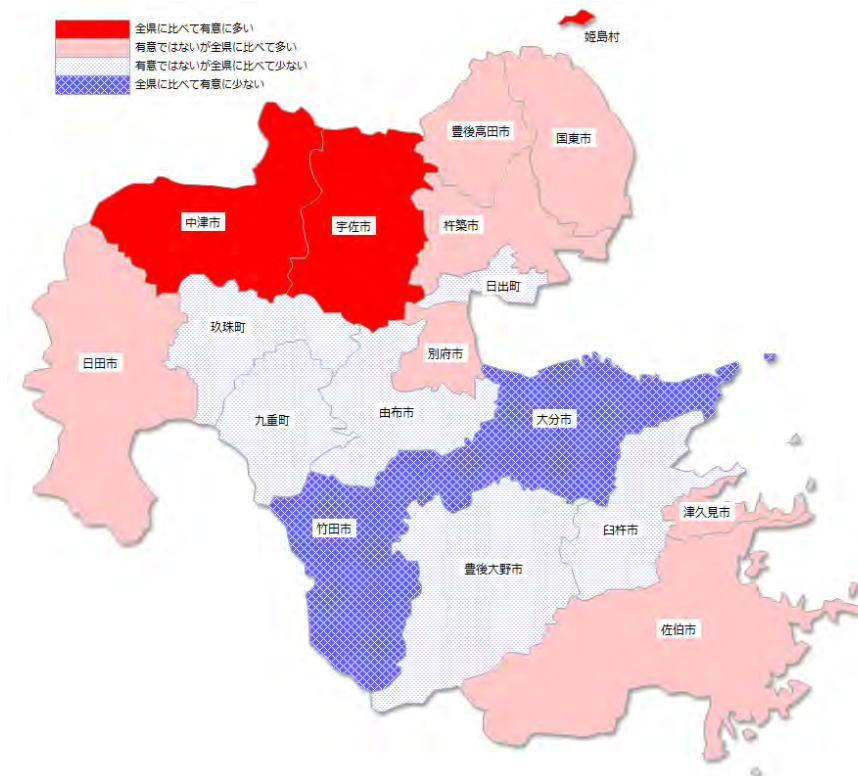 全県に比べて有意に多い
有意ではないが全県に比べて多い
有意ではないが全県に比べて少ない
全県に比べて有意に少ない
姫島村
豊後高田市
国東市
中津市
宇佐市
杵築市
日出町
玖珠町
別府市
日田市
九重町
由布市
大分市
津久見市
竹田市
臼杵市
豊後大野市
佐伯市